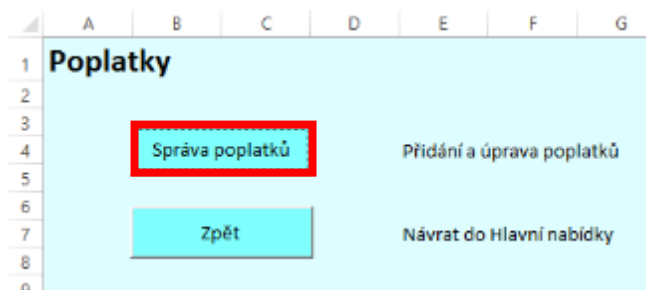 A B C D E F G
1 Poplatky
2
3
4 Správa poplatků Přidání a úprava poplatků
5
6
7 Zpět Návrat do Hlavní nabídky
8
9